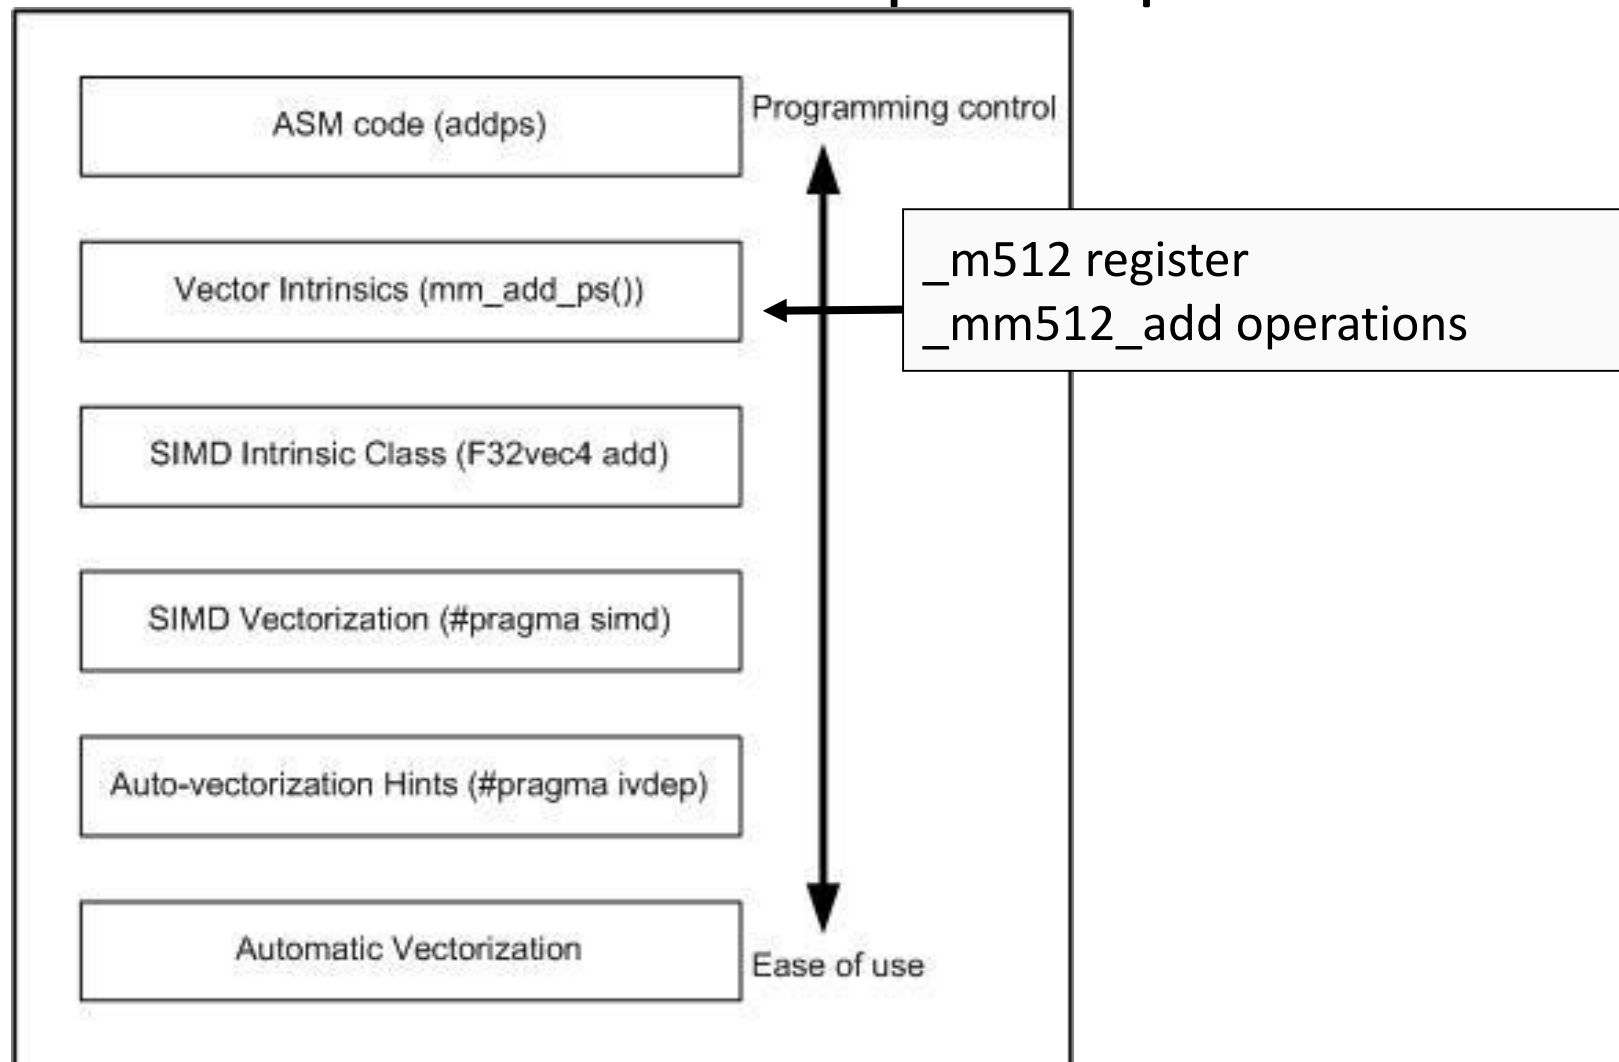 ASM code (addps)
Programming control
Vector Intrinsics (mm_add_ps())
_m512 register
_mm512_add operations
SIMD Intrinsic Class (F32vec4 add)
SIMD Vectorization (#pragma simd)
Auto-vectorization Hints (#pragma ivdep)
Automatic Vectorization
Ease of use